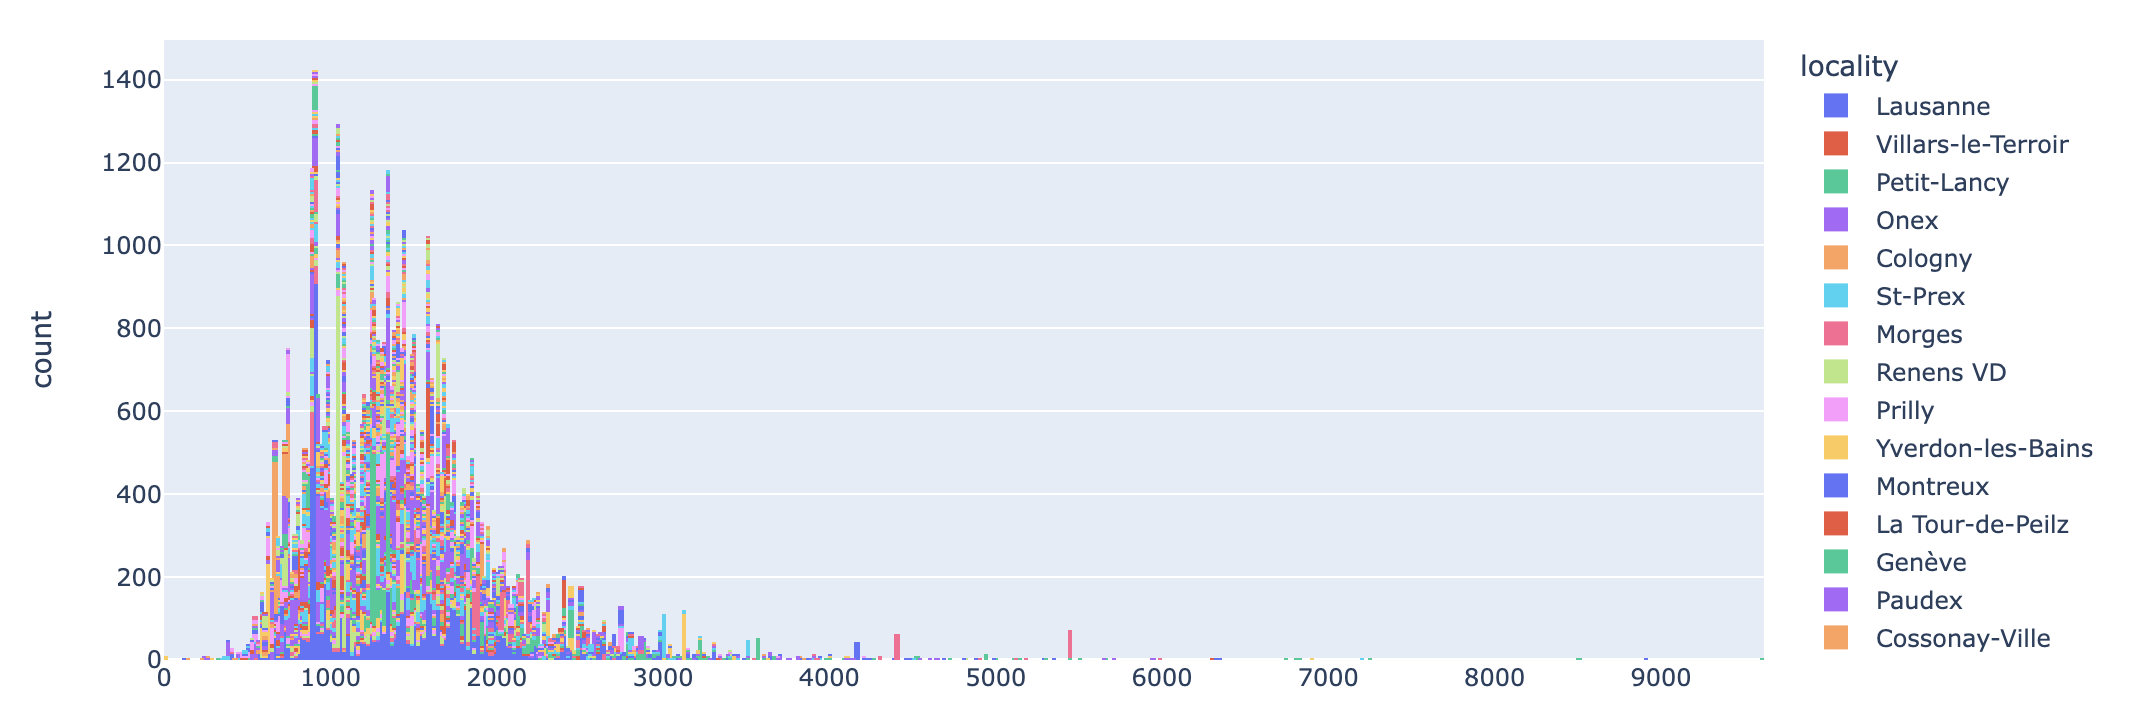 count
1400
1200
1000
800
600
400
200
0
0 1000 2000 3000 4000 5000 6000 7000 8000 9000
locality
Lausanne
Villars-le-Terroir
Petit-Lancy
Onex
Cologny
St-Prex
Morges
Renens VD
Prilly
Yverdon-les-Bains
Montreux
La Tour-de-Peilz
Genève
Paudex
Cossonay-Ville